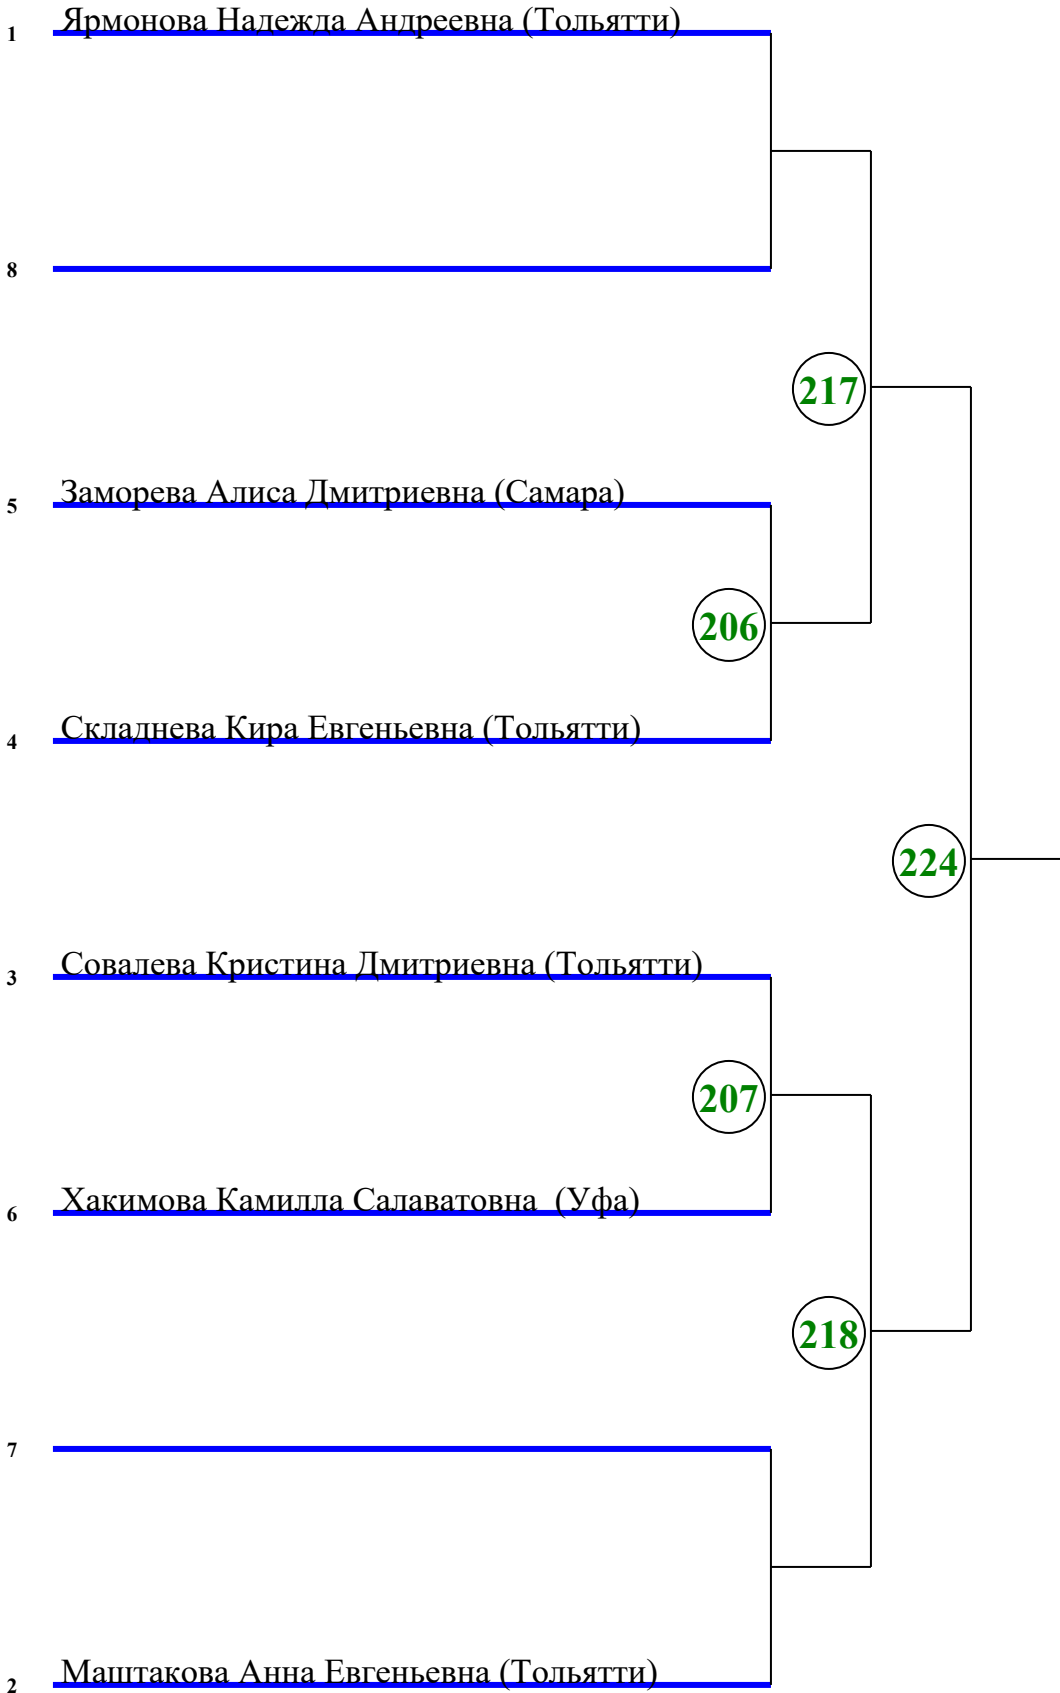 1 Ярмонова Надежда Андреевна (Тольятти)
8
217
5 Заморева Алиса Дмитриевна (Самара)
206
4 Складнева Кира Евгеньевна (Тольятти)
224
3 Совалева Кристина Дмитриевна (Тольятти)
207
6 Хакимова Камилла Салаватовна (Уфа)
218
7
2 Маштакова Анна Евгеньевна (Тольятти)